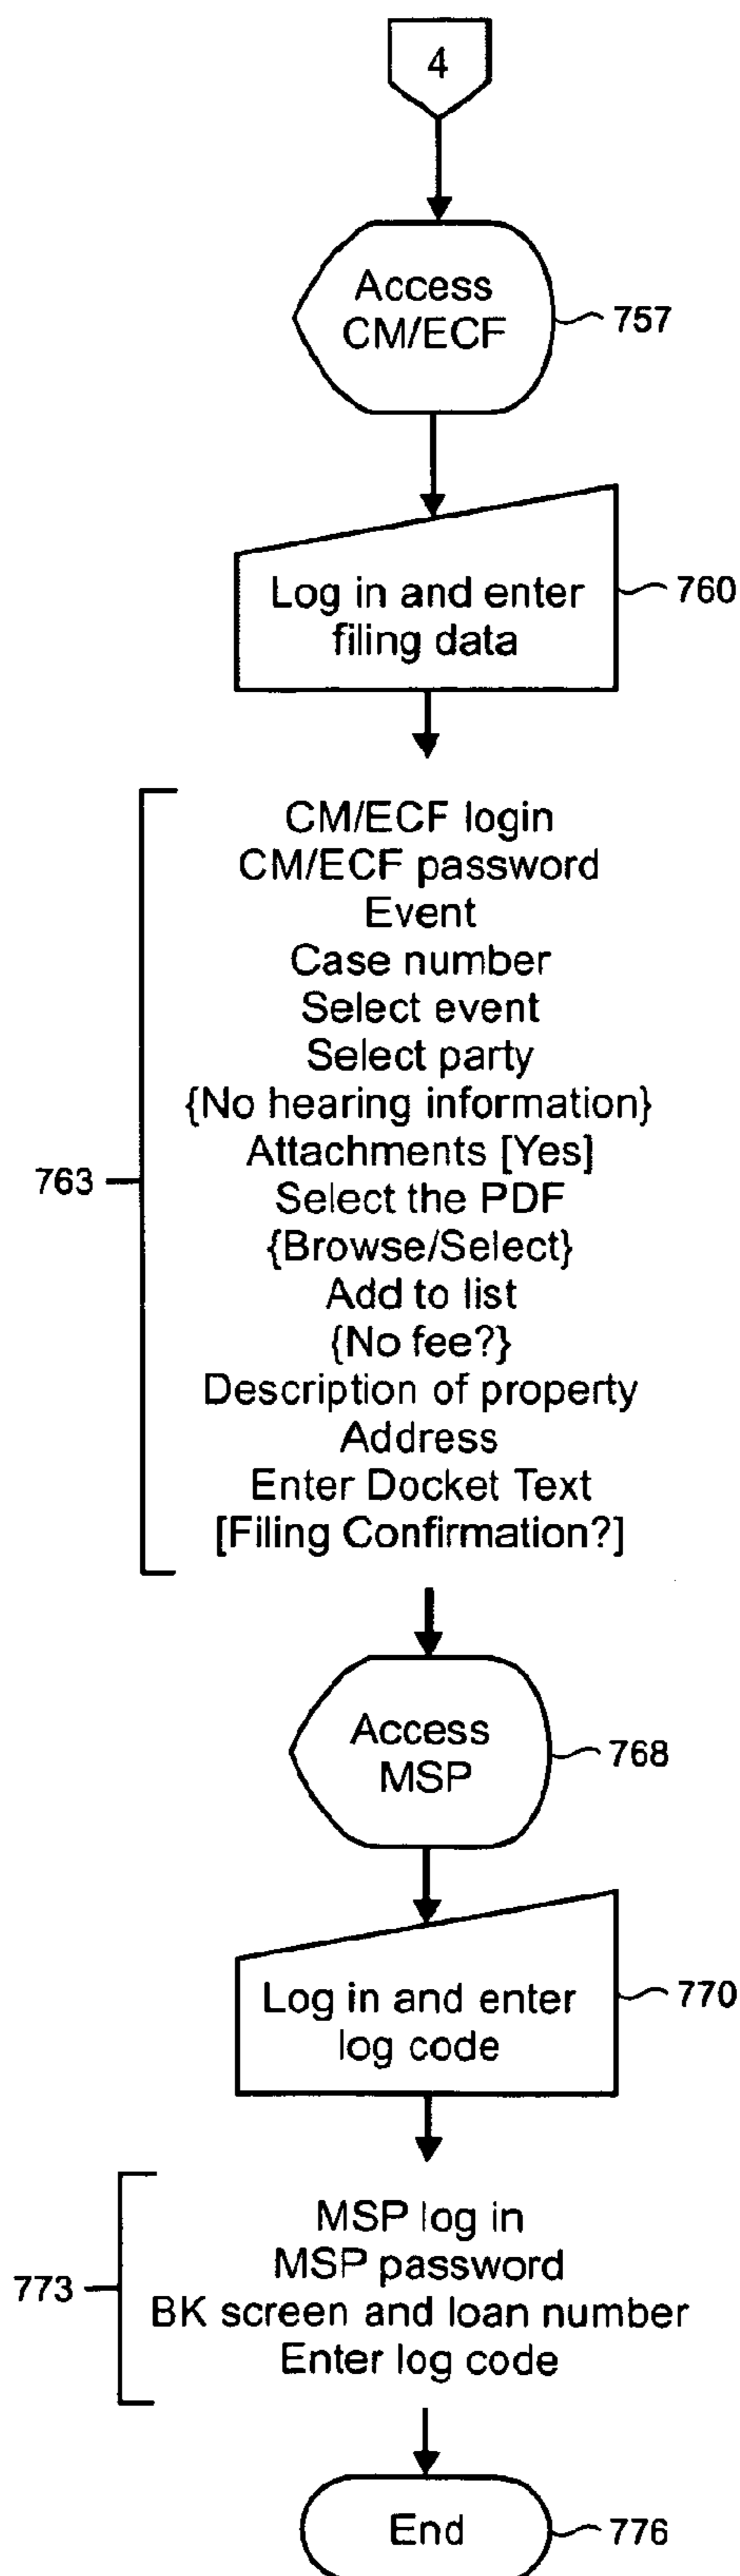 4
Access
CM/ECF
757
Log in and enter
filing data
760
CM/ECF login
CM/ECF password
Event
Case number
Select event
Select party
{No hearing information}
Attachments [Yes]
Select the PDF
{Browse/Select}
Add to list
{No fee?}
Description of property
Address
Enter Docket Text
[Filing Confirmation?]
763
Access
MSP
768
Log in and enter
log code
770
MSP log in
MSP password
BK screen and loan number
Enter log code
773
End
776